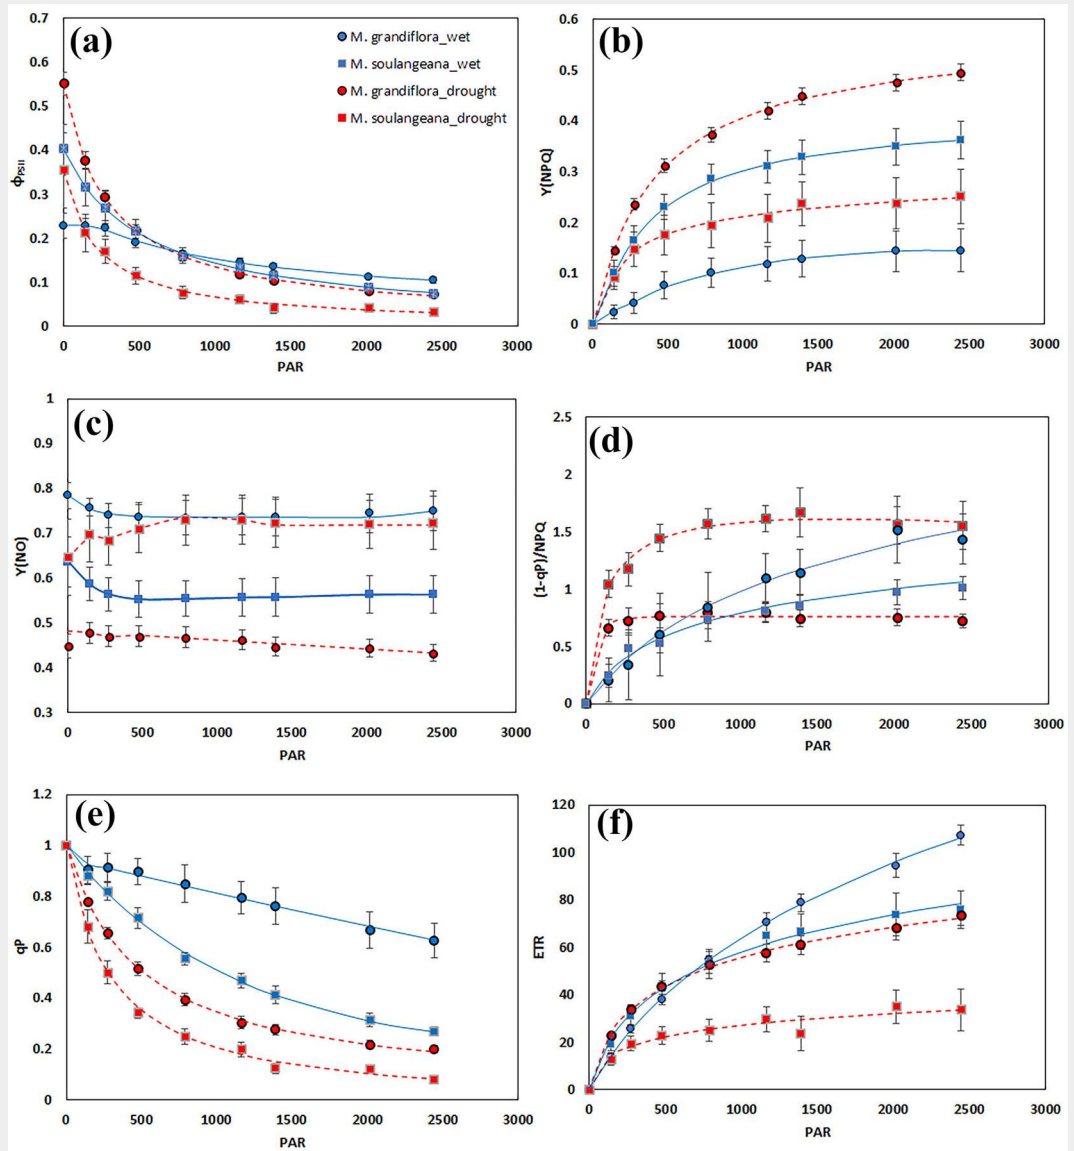 (a)
0.7
0.6
0.5
0.4
0.3
0.2
0.1
0
ΦPSII
M. grandiflora_wet
M. soulangeana_wet
M. grandiflora_drought
M. soulangeana_drought
0 500 1000 1500 2000 2500 3000
PAR
(b)
0.6
0.5
0.4
0.3
0.2
0.1
0
Y(NPQ)
0 500 1000 1500 2000 2500 3000
PAR
(c)
1
0.9
0.8
0.7
0.6
0.5
0.4
0.3
Y(NO)
0 500 1000 1500 2000 2500 3000
PAR
(d)
2.5
2
1.5
1
0.5
0
(1-qP)/NPQ
0 500 1000 1500 2000 2500 3000
PAR
(e)
1.2
1
0.8
0.6
0.4
0.2
0
qP
0 500 1000 1500 2000 2500 3000
PAR
(f)
120
100
80
60
40
20
0
ETR
0 500 1000 1500 2000 2500 3000
PAR